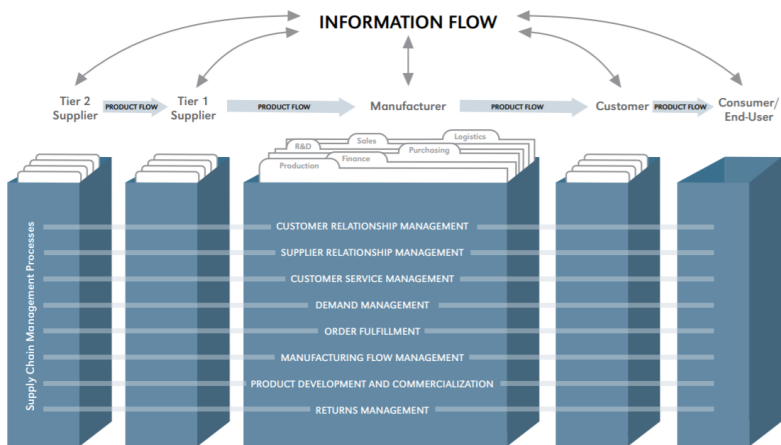 INFORMATION FLOW
Tier 2
Supplier
PRODUCT FLOW
Tier 1
Supplier
PRODUCT FLOW
Manufacturer
PRODUCT FLOW
Customer
PRODUCT FLOW
Consumer/
End-User
Logistics
Sales
R&D
Purchasing
Finance
Production
Supply Chain Management Processes
CUSTOMER RELATIONSHIP MANAGEMENT
SUPPLIER RELATIONSHIP MANAGEMENT
CUSTOMER SERVICE MANAGEMENT
DEMAND MANAGEMENT
ORDER FULFILLMENT
MANUFACTURING FLOW MANAGEMENT
PRODUCT DEVELOPMENT AND COMMERCIALIZATION
RETURNS MANAGEMENT